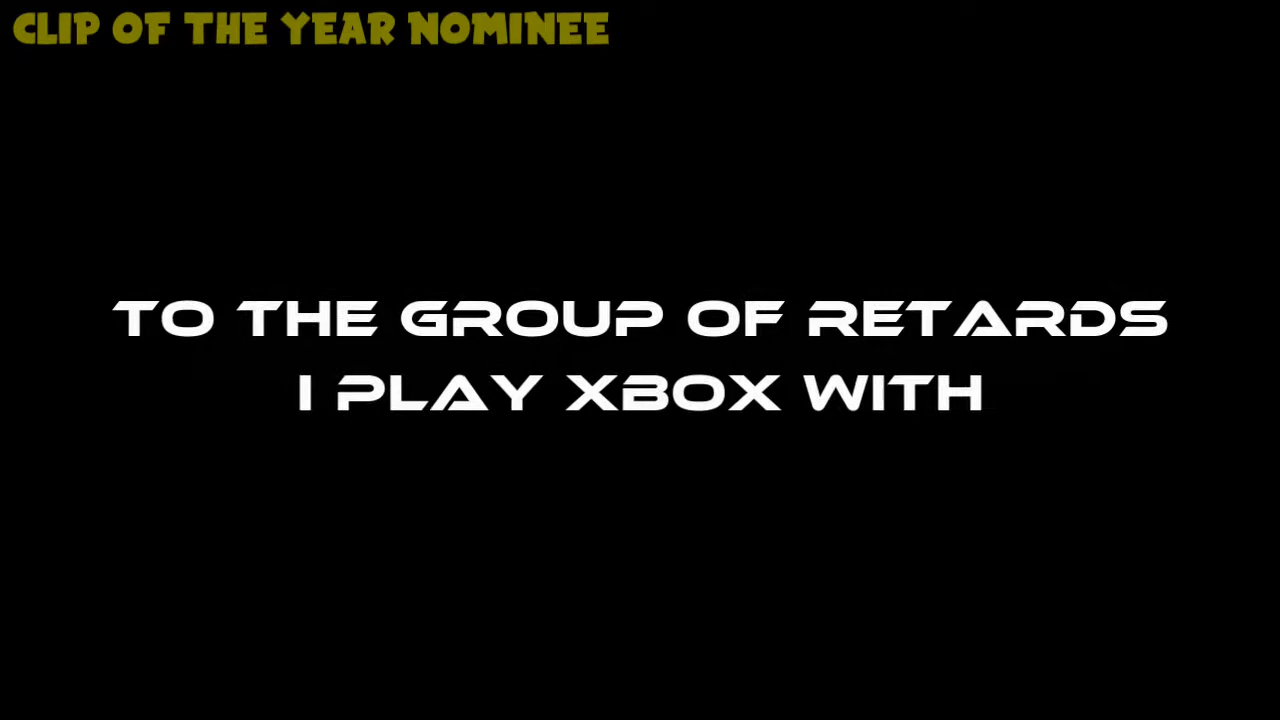 CLIP OF THE YEAR NOMINEE
TO THE GROUP OF RETARDS
I PLAY XBOX WITH